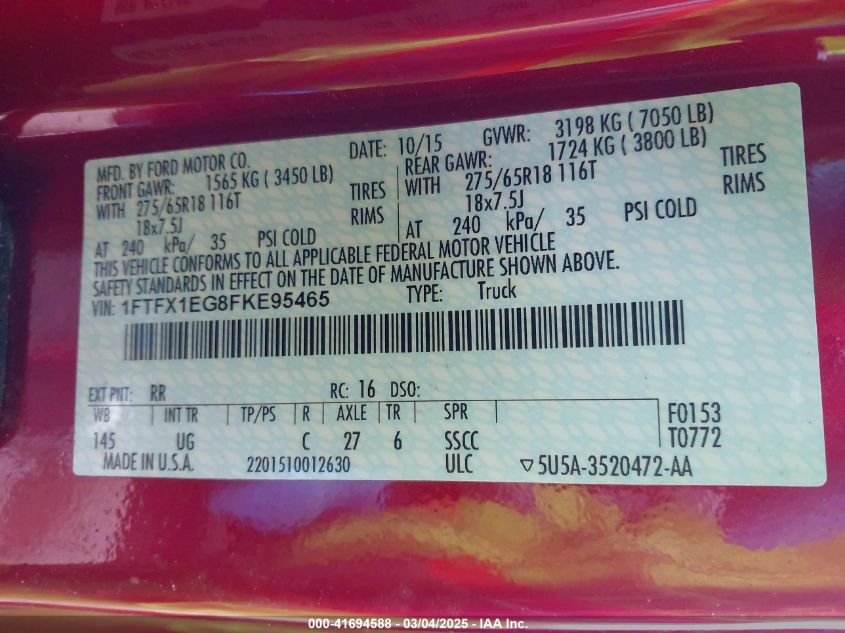 MFD. BY FORD MOTOR CO. DATE: 10/15 GVWR: 3198 KG ( 7050 LB)
FRONT GAWR: 1565 KG ( 3450 LB) REAR GAWR: 1724 KG ( 3800 LB)
WITH 275/65R18 116T TIRES WITH 275/65R18 116T TIRES
18x7.5J RIMS 18x7.5J RIMS
AT 240 kPa/ 35 PSI COLD AT 240 kPa/ 35 PSI COLD
THIS VEHICLE CONFORMS TO ALL APPLICABLE FEDERAL MOTOR VEHICLE
SAFETY STANDARDS IN EFFECT ON THE DATE OF MANUFACTURE SHOWN ABOVE.
VIN: 1FTFX1EG8FKE95465 TYPE: Truck
EXT PNT: RR RC: 16 DSO:
WB INT TR TP/PS R AXLE TR SPR F0153
145 UG C 27 6 SSCC T0772
MADE IN U.S.A. 2201510012630 ULC ▽5U5A-3520472-AA
000-41694588 - 03/04/2025 - IAA Inc.